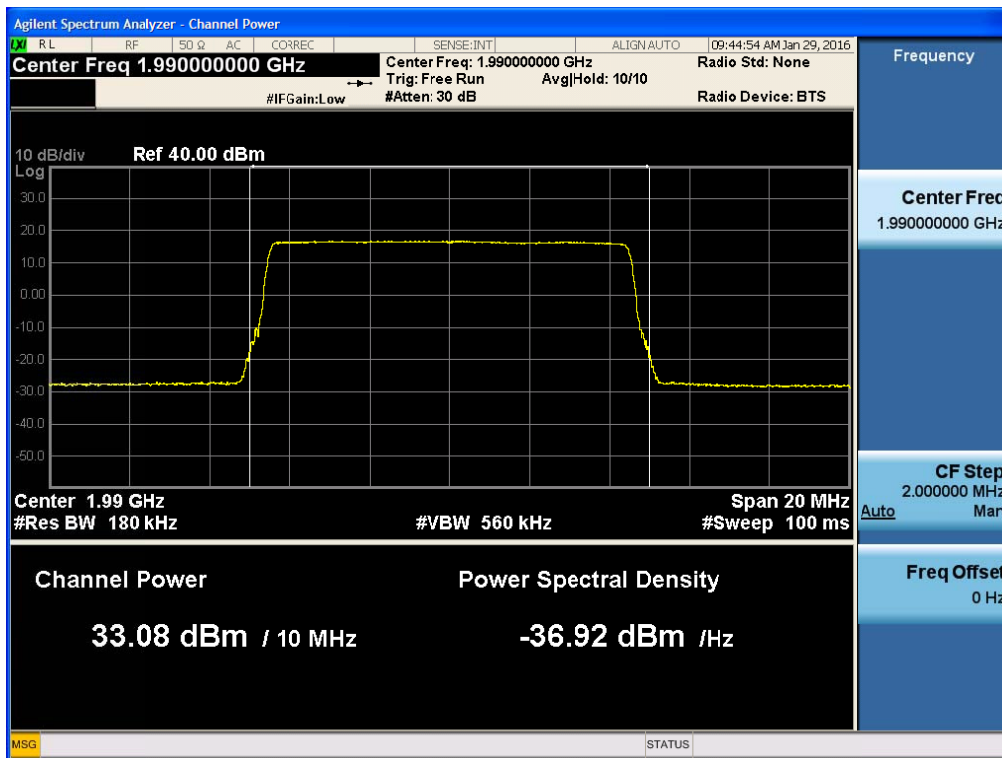 Agilent Spectrum Analyzer - Channel Power
LXI RL RF 50 Ω AC CORREC SENSE:INT ALIGN AUTO 09:44:54 AM Jan 29, 2016
Center Freq 1.990000000 GHz
Center Freq: 1.990000000 GHz
Radio Std: None
Trig: Free Run Avg|Hold: 10/10
#IFGain:Low
#Atten: 30 dB
Radio Device: BTS
10 dB/div Ref 40.00 dBm
Log
30.0
20.0
10.0
0.00
-10.0
-20.0
-30.0
-40.0
-50.0
Center 1.99 GHz Span 20 MHz
#Res BW 180 kHz #VBW 560 kHz #Sweep 100 ms
Channel Power Power Spectral Density
33.08 dBm / 10 MHz -36.92 dBm /Hz
MSG STATUS
Frequency
Center Freq
1.990000000 GHz
CF Step
2.000000 MHz
Auto Man
Freq Offset
0 Hz